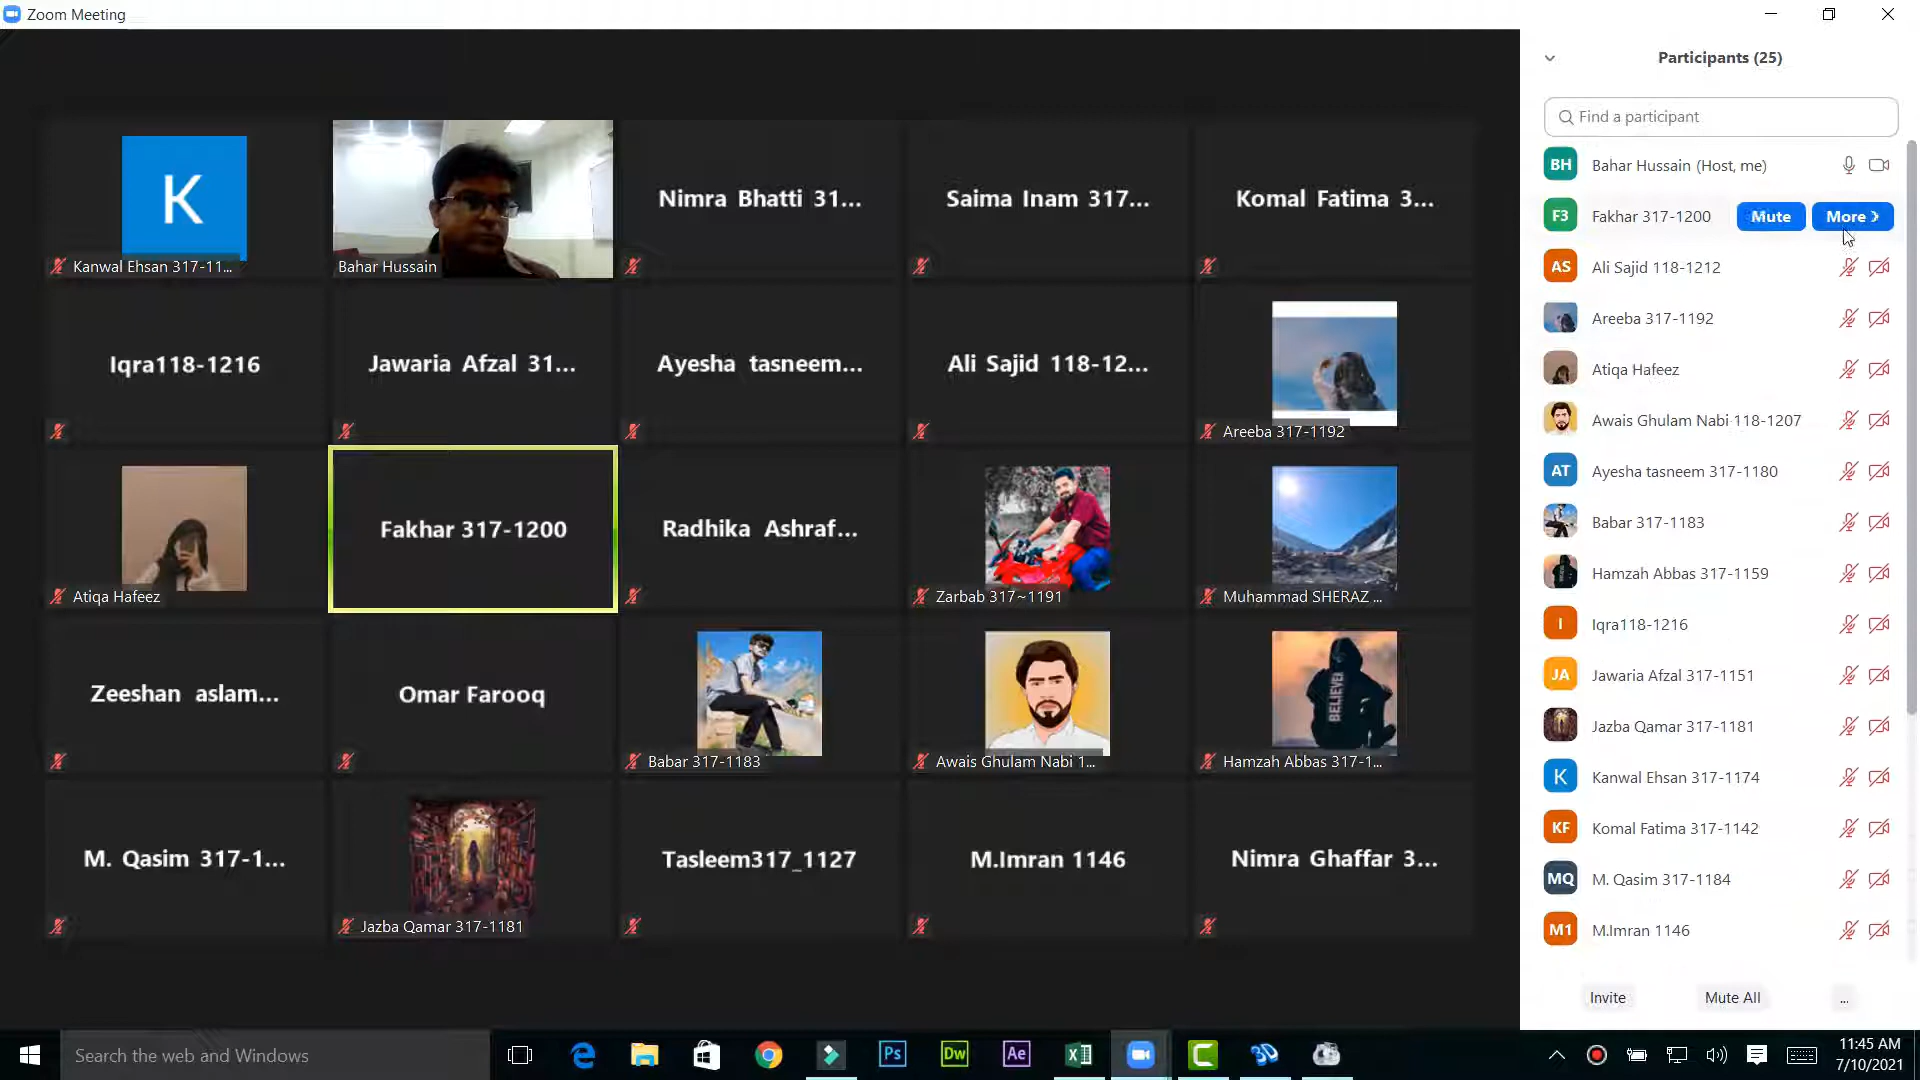 Zoom Meeting
Kanwal Ehsan 317-11...
Bahar Hussain
Nimra Bhatti 31...
Saima Inam 317...
Komal Fatima 3...
K
Iqra118-1216
Jawaria Afzal 31...
Ayesha tasneem...
Ali Sajid 118-12...
Areeba 317-1192
Atiqa Hafeez
Fakhar 317-1200
Radhika Ashraf...
Zarbab 317~1191
Muhammad SHERAZ ...
Zeeshan aslam...
Omar Farooq
Babar 317-1183
Awais Ghulam Nabi 1...
BELIEVER
Hamzah Abbas 317-1...
M. Qasim 317-1...
Jazba Qamar 317-1181
Tasleem317_1127
M.Imran 1146
Nimra Ghaffar 3...
Participants (25)
Find a participant
BH Bahar Hussain (Host, me)
F3 Fakhar 317-1200 Mute More
AS Ali Sajid 118-1212
Areeba 317-1192
Atiqa Hafeez
Awais Ghulam Nabi 118-1207
AT Ayesha tasneem 317-1180
Babar 317-1183
Hamzah Abbas 317-1159
I Iqra118-1216
JA Jawaria Afzal 317-1151
Jazba Qamar 317-1181
K Kanwal Ehsan 317-1174
KF Komal Fatima 317-1142
MQ M. Qasim 317-1184
M1 M.Imran 1146
Invite Mute All ...
Search the web and Windows
Ps Dw Ae
11:45 AM
7/10/2021